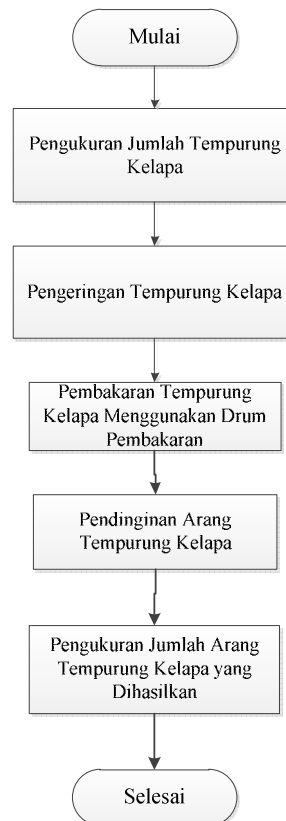 Mulai
Pengukuran Jumlah Tempurung
Kelapa
Pengeringan Tempurung Kelapa
Pembakaran Tempurung
Kelapa Menggunakan Drum
Pembakaran
Pendinginan Arang
Tempurung Kelapa
Pengukuran Jumlah Arang
Tempurung Kelapa yang
Dihasilkan
Selesai